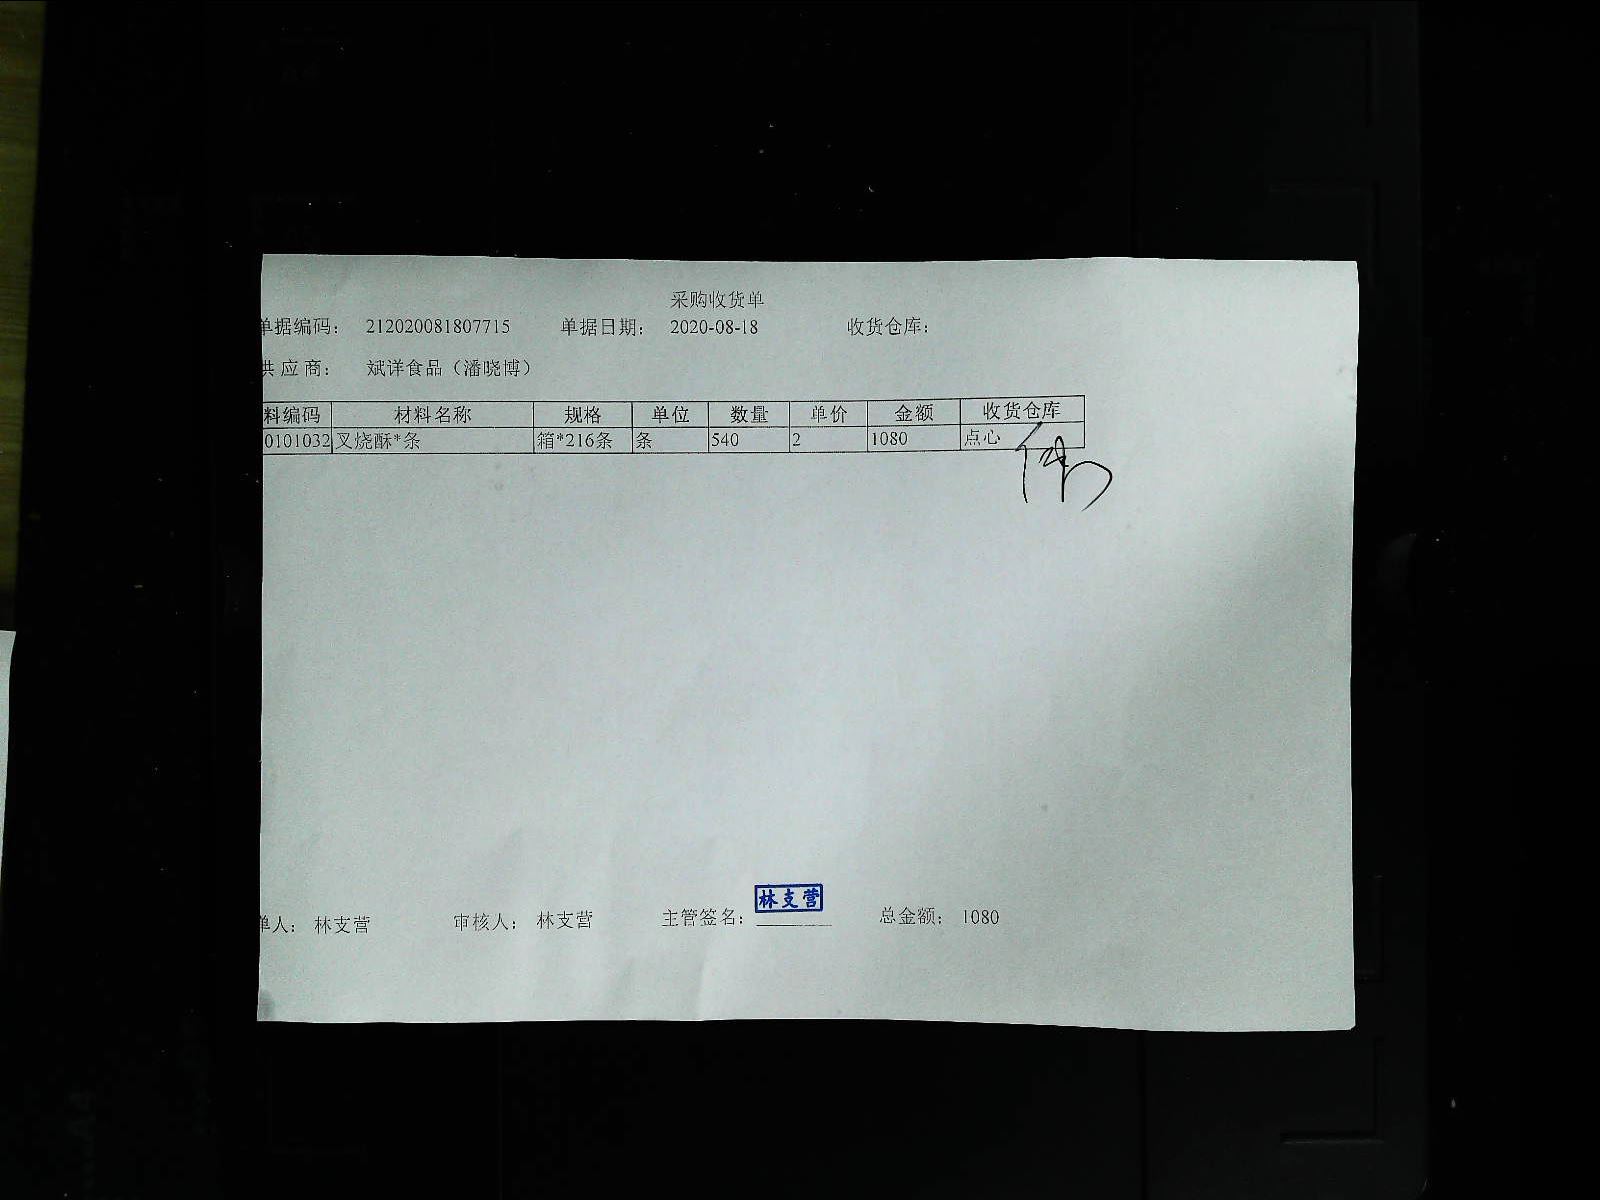 采购收货单
单据编码： 212020081807715 单据日期： 2020-08-18 收货仓库：
供应商： 斌洋食品（潘晓博）
料编码 材料名称 规格 单位 数量 单价 金额 收货仓库
0101032 叉烧酥*条 箱*216条 条 540 2 1080 点心
伟
林支营
单人： 林支营 审核人： 林支营 主管签名： 总金额： 1080